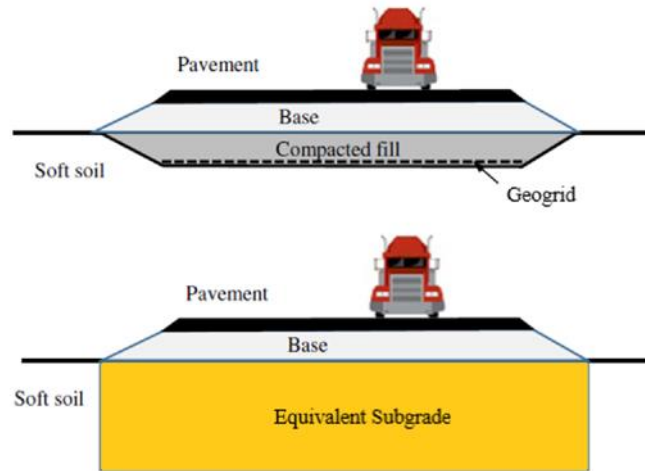 Pavement
Base
Compacted fill
Soft soil
Geogrid
Pavement
Base
Soft soil
Equivalent Subgrade